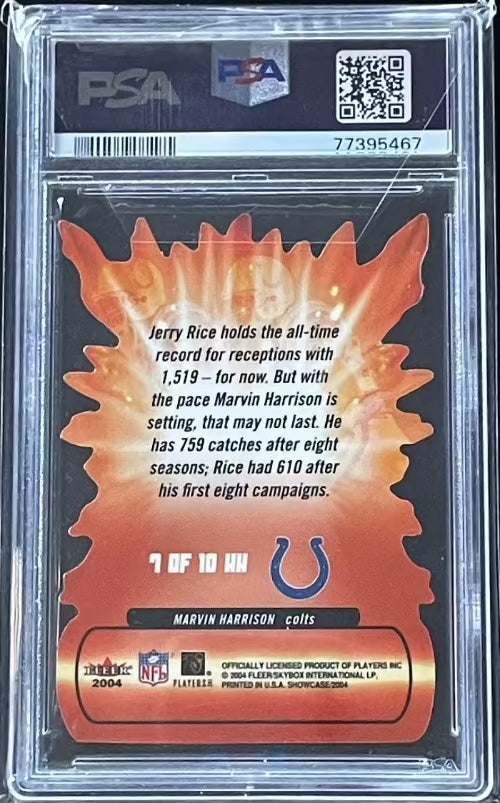 PSA
PSA
77395467
Jerry Rice holds the all-time
record for receptions with
1,519 – for now. But with
the pace Marvin Harrison is
setting, that may not last. He
has 759 catches after eight
seasons; Rice had 610 after
his first eight campaigns.
7 OF 10 HH
MARVIN HARRISON colts
FLEER
2004
NFL
PLAYERS
OFFICIALLY LICENSED PRODUCT OF PLAYERS INC
© 2004 FLEER/SKYBOX INTERNATIONAL LP.
PRINTED IN U.S.A. SHOWCASE/2004
PSA